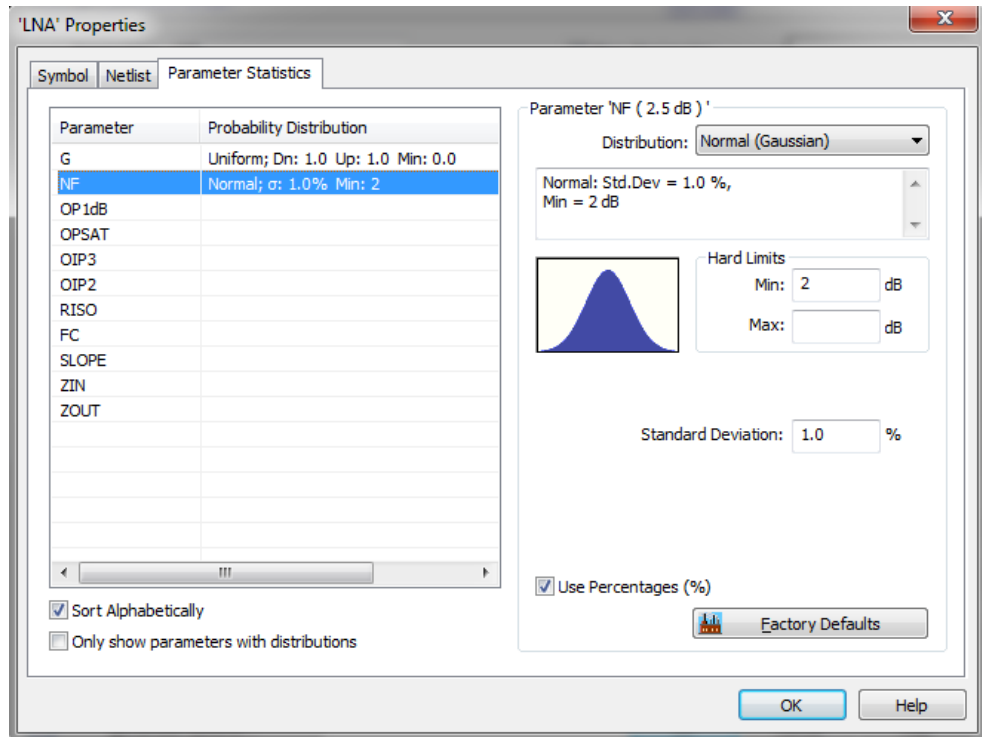 'LNA' Properties
Symbol Netlist Parameter Statistics
Parameter Probability Distribution
G Uniform; Dn: 1.0 Up: 1.0 Min: 0.0
NF Normal; σ: 1.0% Min: 2
OP1dB
OPSAT
OIP3
OIP2
RISO
FC
SLOPE
ZIN
ZOUT
Sort Alphabetically
Only show parameters with distributions
Parameter 'NF ( 2.5 dB ) '
Distribution: Normal (Gaussian)
Normal: Std.Dev = 1.0 %,
Min = 2 dB
Hard Limits
Min: 2 dB
Max: dB
Standard Deviation: 1.0 %
Use Percentages (%)
Factory Defaults
OK Help